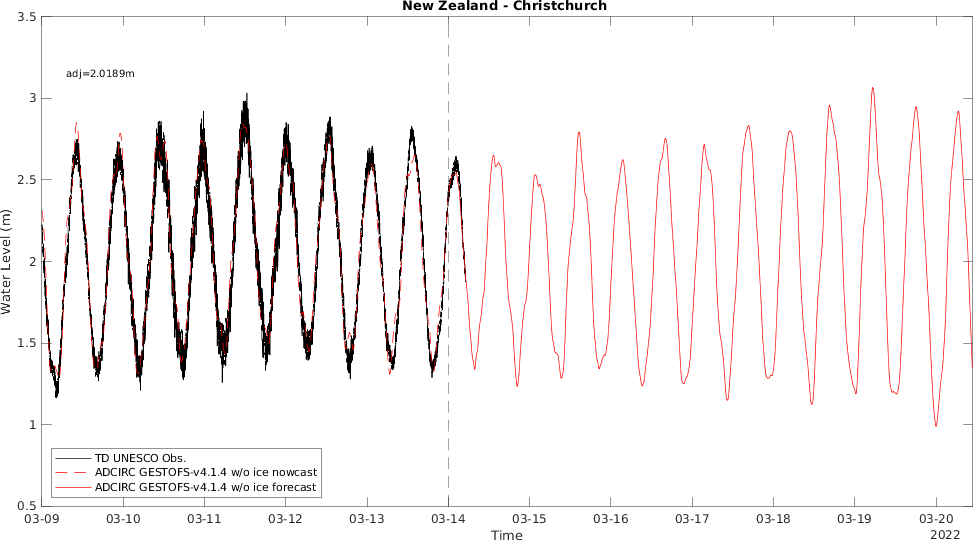 New Zealand - Christchurch
3.5
adj=2.0189m
3
2.5
2
1.5
1
0.5
Water Level (m)
TD UNESCO Obs.
ADCIRC GESTOFS-v4.1.4 w/o ice nowcast
ADCIRC GESTOFS-v4.1.4 w/o ice forecast
03-09 03-10 03-11 03-12 03-13 03-14 03-15 03-16 03-17 03-18 03-19 03-20
Time
2022